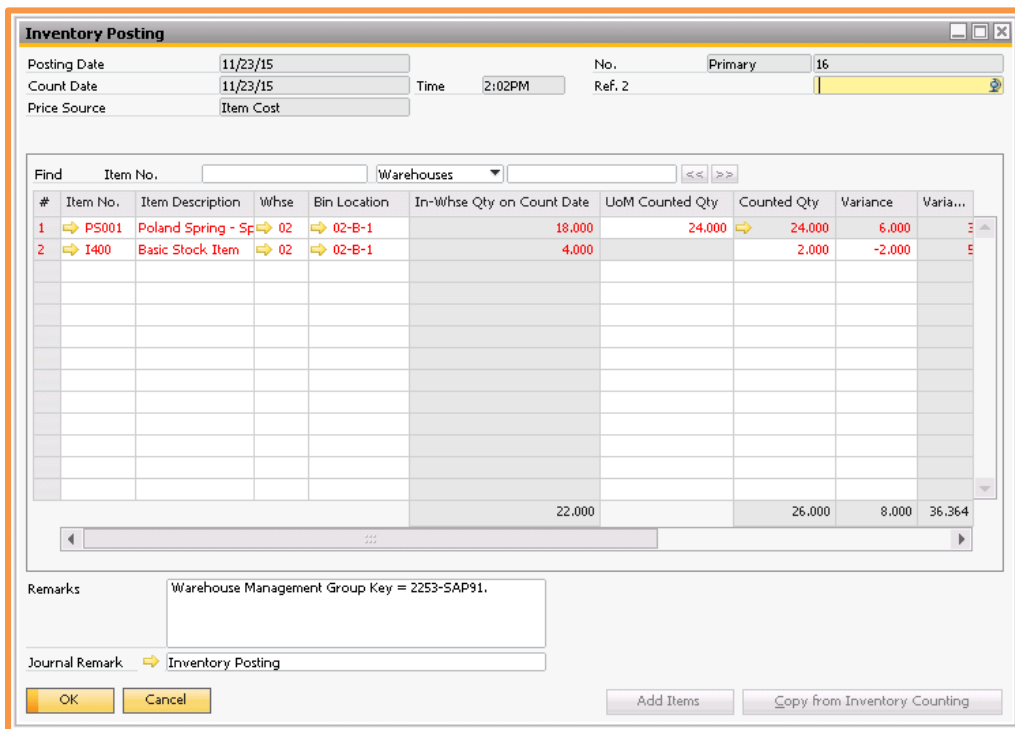 Inventory Posting
Posting Date 11/23/15 No. Primary 16
Count Date 11/23/15 Time 2:02PM Ref. 2
Price Source Item Cost
Find Item No. Warehouses << >>
# Item No. Item Description Whse Bin Location In-Whse Qty on Count Date UoM Counted Qty Counted Qty Variance Varia...
1 PS001 Poland Spring - Sp 02 02-B-1 18.000 24.000 24.000 6.000 3
2 I400 Basic Stock Item 02 02-B-1 4.000 2.000 -2.000 5
22.000 26.000 8.000 36.364
Remarks Warehouse Management Group Key = 2253-SAP91.
Journal Remark Inventory Posting
OK Cancel Add Items Copy from Inventory Counting